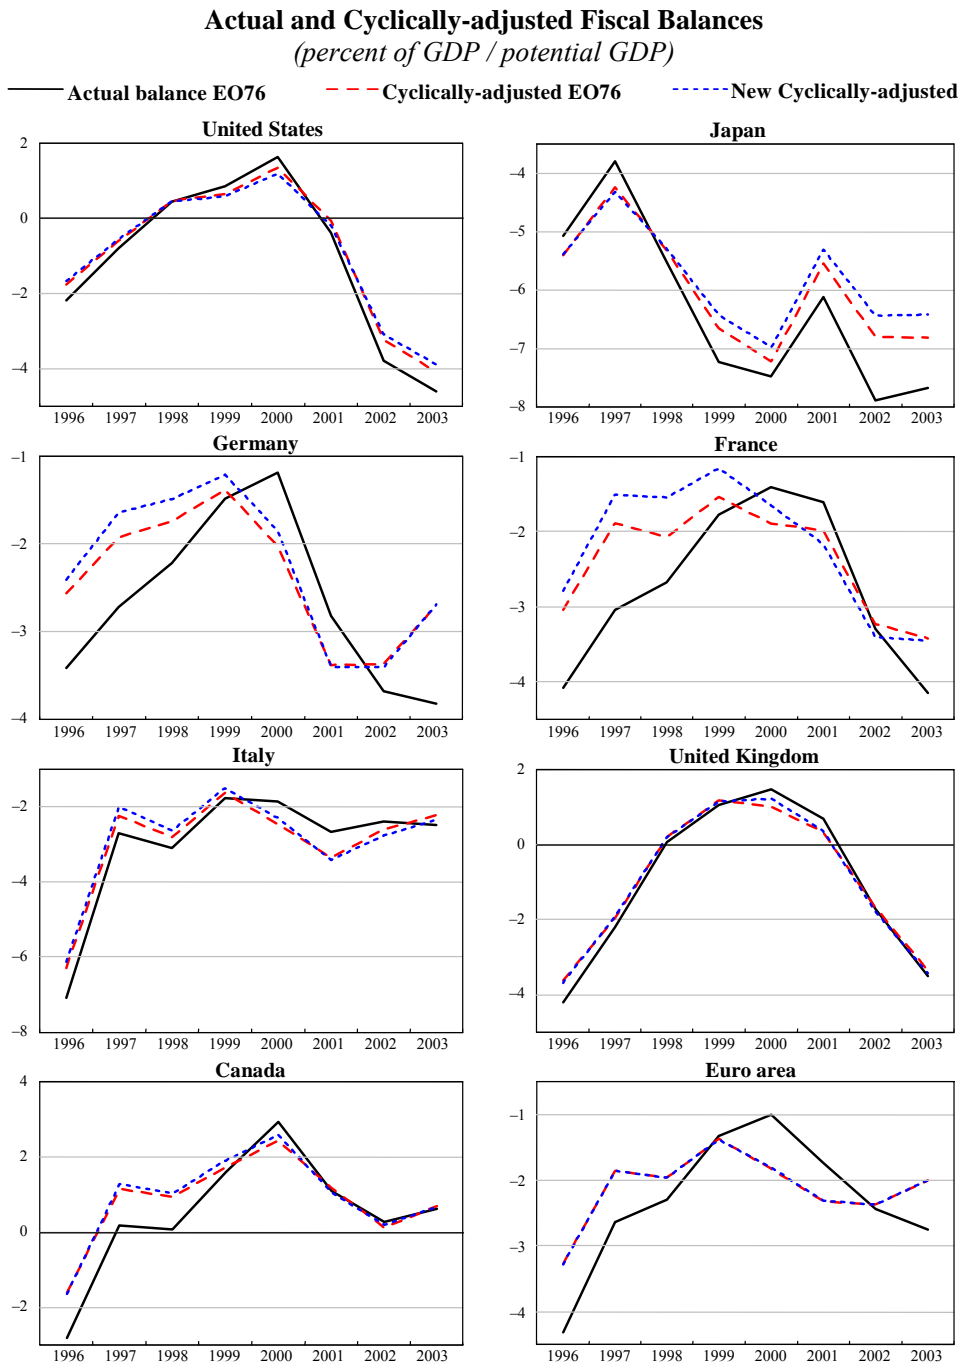 Actual and Cyclically-adjusted Fiscal Balances
(percent of GDP / potential GDP)
Actual balance EO76 Cyclically-adjusted EO76 New Cyclically-adjusted
United States
2
0
−2
−4
1996 1997 1998 1999 2000 2001 2002 2003
Japan
−4
−5
−6
−7
−8
1996 1997 1998 1999 2000 2001 2002 2003
Germany
−1
−2
−3
−4
1996 1997 1998 1999 2000 2001 2002 2003
France
−1
−2
−3
−4
1996 1997 1998 1999 2000 2001 2002 2003
Italy
−2
−4
−6
−8
1996 1997 1998 1999 2000 2001 2002 2003
United Kingdom
2
0
−2
−4
1996 1997 1998 1999 2000 2001 2002 2003
Canada
4
2
0
−2
1996 1997 1998 1999 2000 2001 2002 2003
Euro area
−1
−2
−3
−4
1996 1997 1998 1999 2000 2001 2002 2003